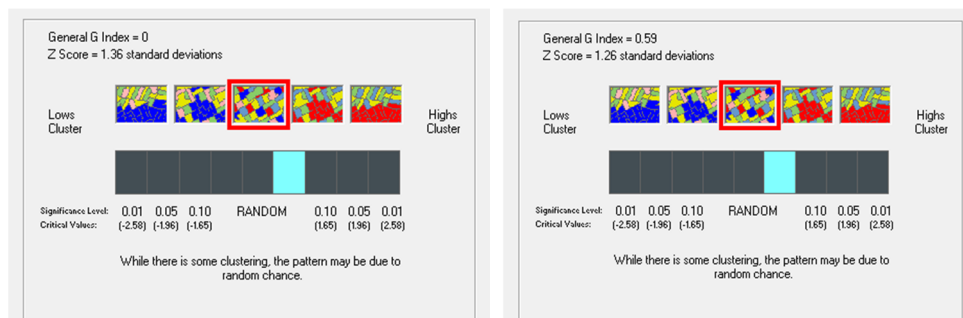 General G Index = 0
Z Score = 1.36 standard deviations
Lows
Cluster
Highs
Cluster
Significance Level: 0.01 0.05 0.10 RANDOM 0.10 0.05 0.01
Critical Values: (-2.58) (-1.96) (-1.65) (1.65) (1.96) (2.58)
While there is some clustering, the pattern may be due to
random chance.
General G Index = 0.59
Z Score = 1.26 standard deviations
Lows
Cluster
Highs
Cluster
Significance Level: 0.01 0.05 0.10 RANDOM 0.10 0.05 0.01
Critical Values: (-2.58) (-1.96) (-1.65) (1.65) (1.96) (2.58)
While there is some clustering, the pattern may be due to
random chance.